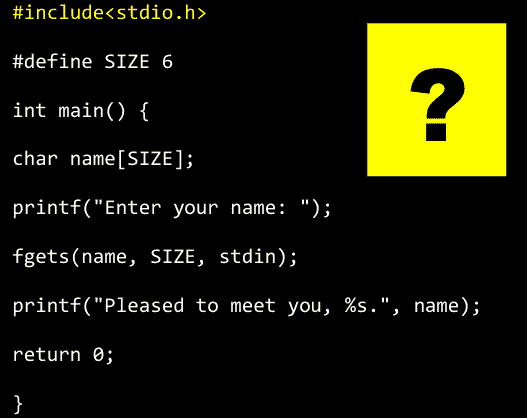 #include<stdio.h>
#define SIZE 6
int main() {
char name[SIZE];
printf("Enter your name: ");
fgets(name, SIZE, stdin);
printf("Pleased to meet you, %s.", name);
return 0;
}
?